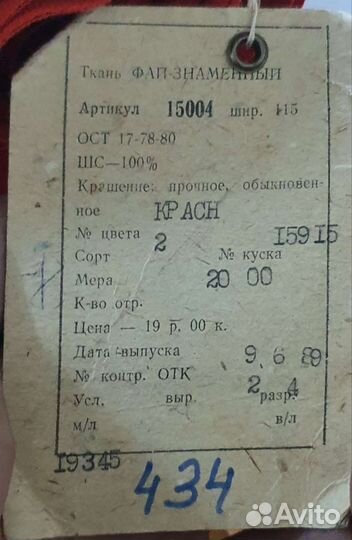 Ткань ФАП-ЗНАМЕННЫЙ
Артикул 15004 шир. 115
ОСТ 17-78-80
ШС—100%
Крашение: прочное, обыкновен-
ное КРАСН
№ цвета 15915
Сорт 2 № куска
Мера 20 00
К-во отр.
Цена — 19 р. 00 к.
Дата выпуска 9 6 89
№ контр. ОТК 2 4
Усл. выр. разр.
м/л в/л
19345
434
Avito